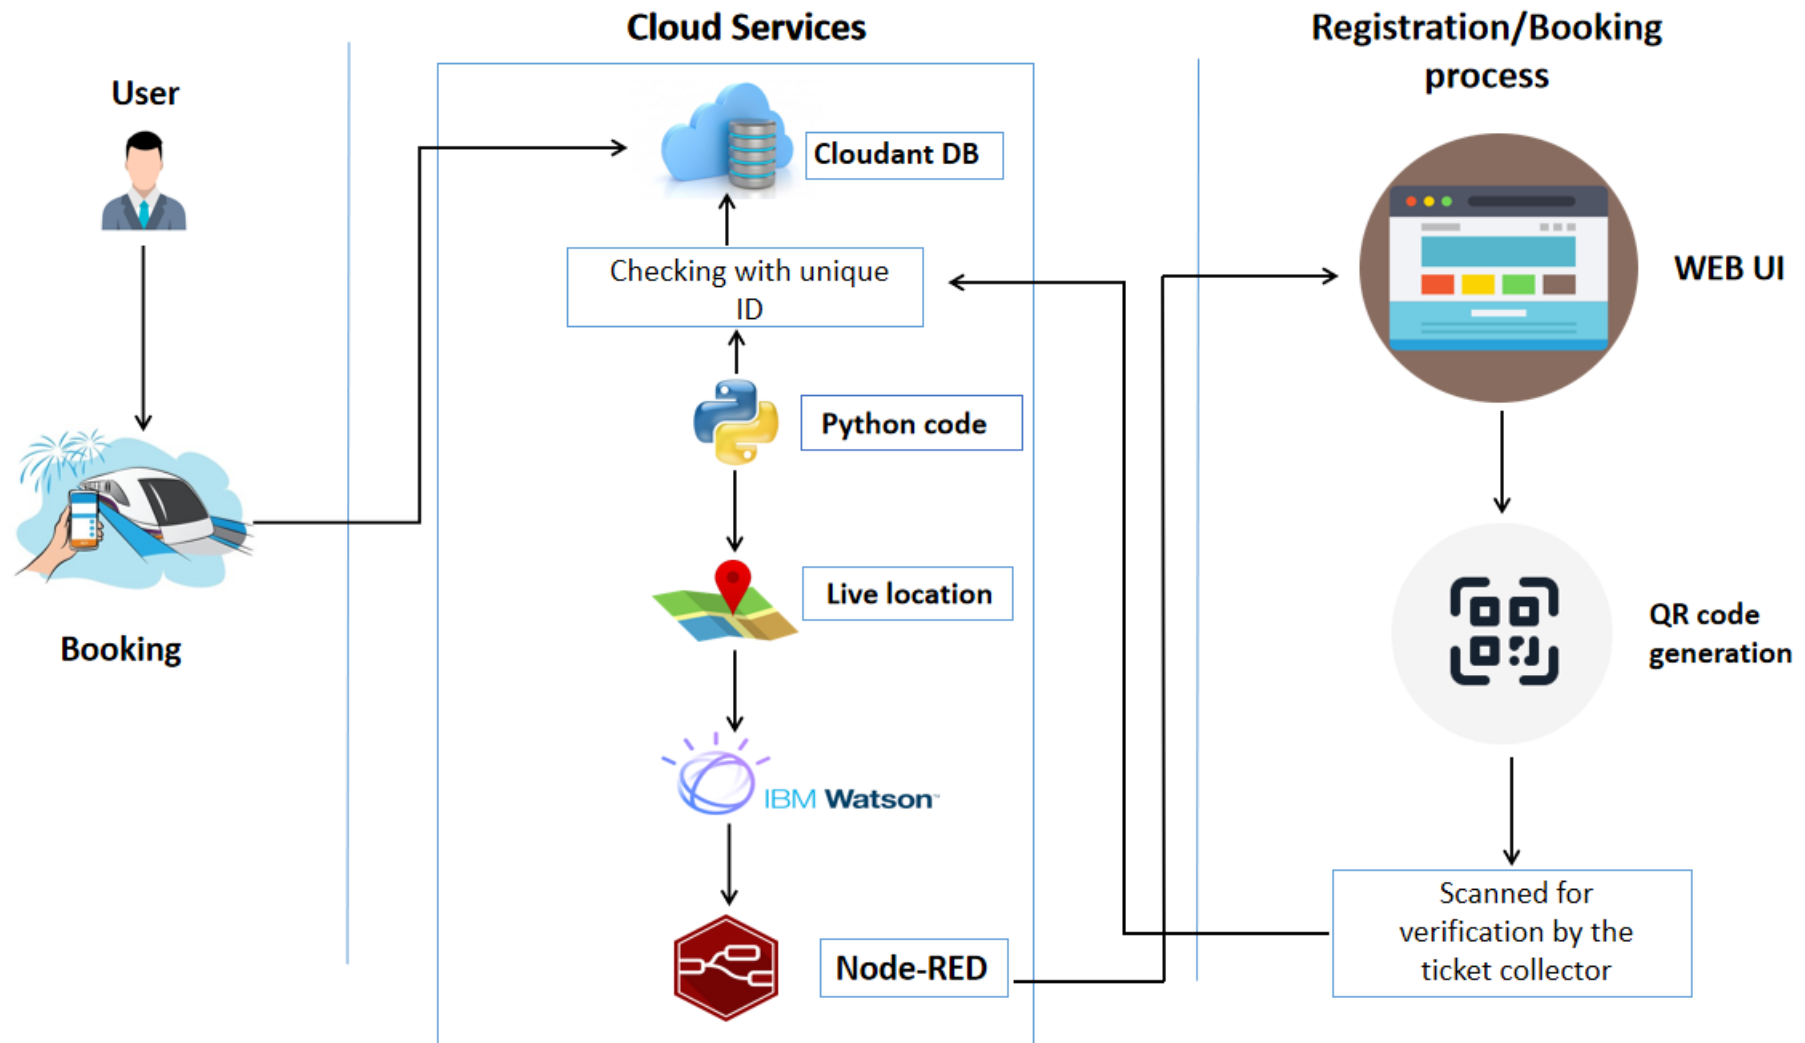 Cloud Services
Registration/Booking
process
User
Cloudant DB
Checking with unique
ID
WEB UI
Python code
Live location
QR code
generation
Booking
IBM Watson™
Scanned for
verification by the
ticket collector
Node-RED